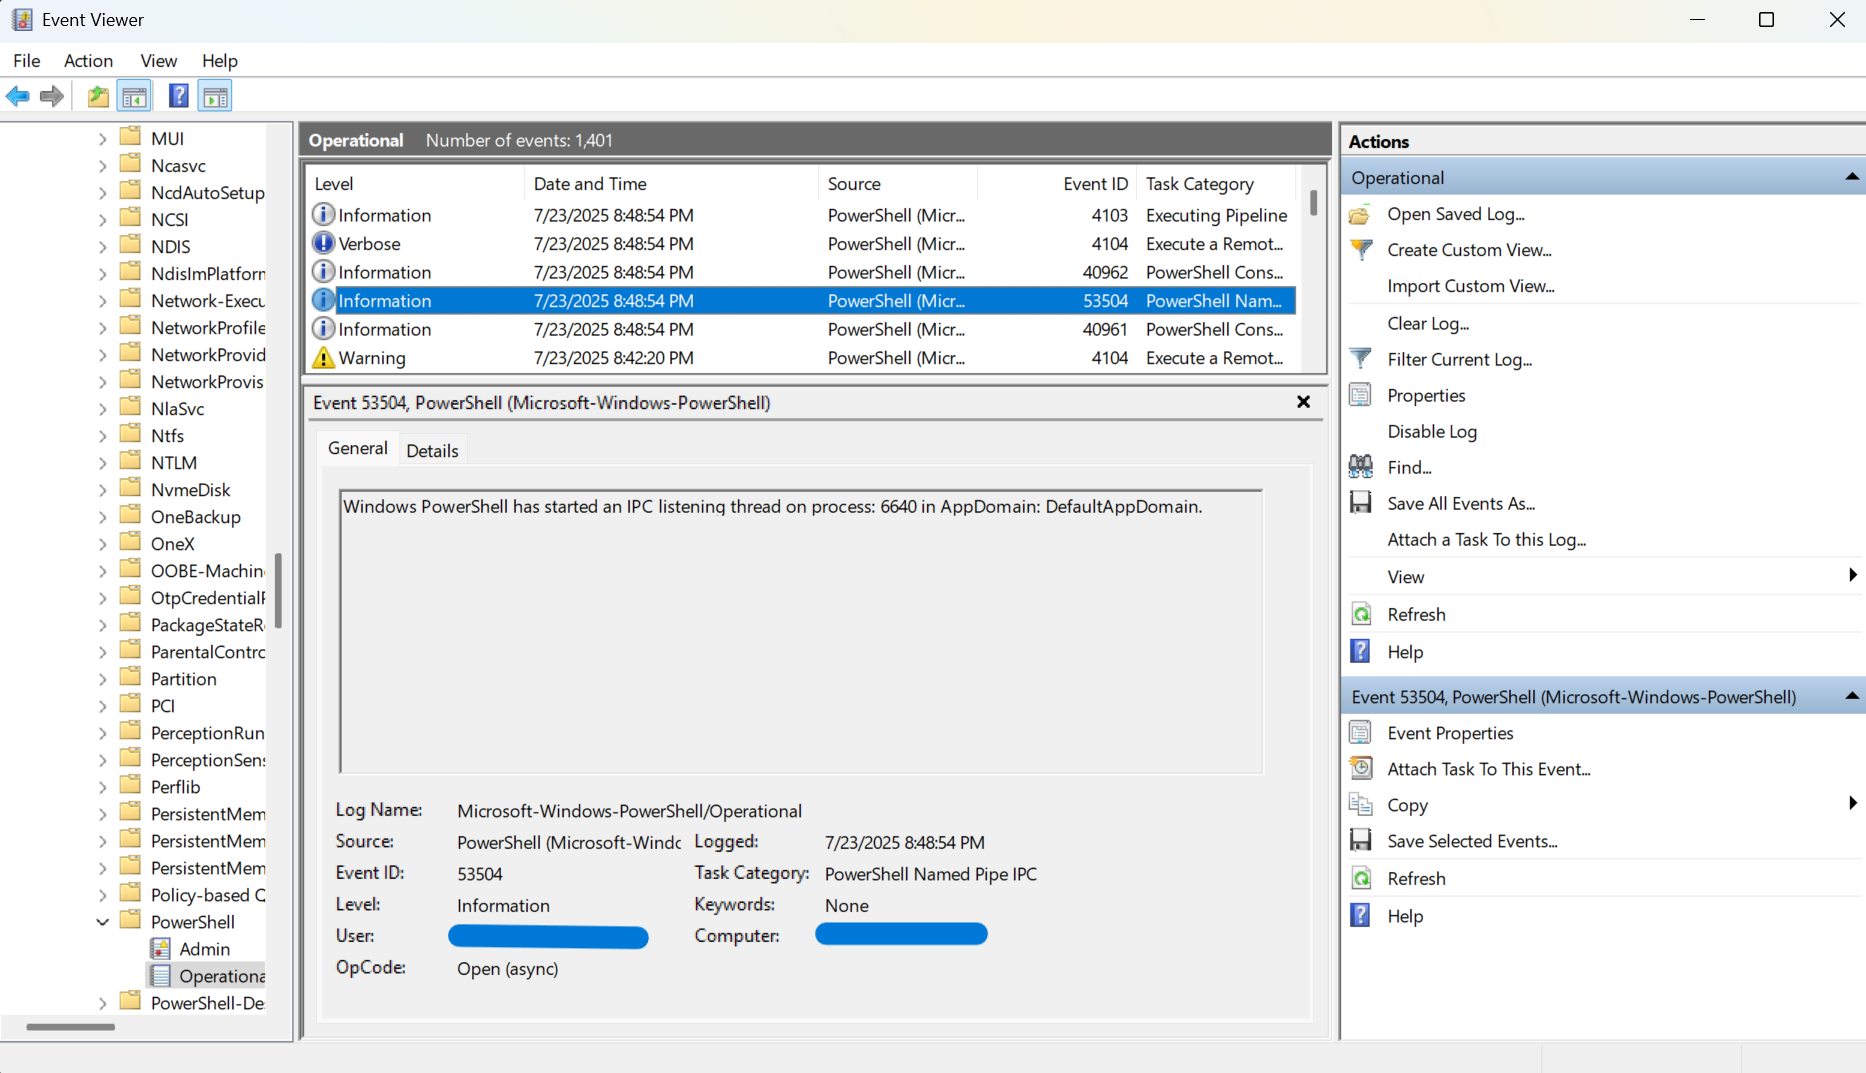 Event Viewer
File Action View Help
MUI
Ncasvc
NcdAutoSetup
NCSI
NDIS
NdisImPlatform
Network-Execu
NetworkProfile
NetworkProvid
NetworkProvis
NlaSvc
Ntfs
NTLM
NvmeDisk
OneBackup
OneX
OOBE-Machin
OtpCredentialP
PackageStateRo
ParentalContro
Partition
PCI
PerceptionRun
PerceptionSens
Perflib
PersistentMem
PersistentMem
PersistentMem
Policy-based Q
PowerShell
Admin
Operationa
PowerShell-Des
Operational Number of events: 1,401
Level Date and Time Source Event ID Task Category
Information 7/23/2025 8:48:54 PM PowerShell (Micr... 4103 Executing Pipeline
Verbose 7/23/2025 8:48:54 PM PowerShell (Micr... 4104 Execute a Remot...
Information 7/23/2025 8:48:54 PM PowerShell (Micr... 40962 PowerShell Cons...
Information 7/23/2025 8:48:54 PM PowerShell (Micr... 53504 PowerShell Nam...
Information 7/23/2025 8:48:54 PM PowerShell (Micr... 40961 PowerShell Cons...
Warning 7/23/2025 8:42:20 PM PowerShell (Micr... 4104 Execute a Remot...
Event 53504, PowerShell (Microsoft-Windows-PowerShell)
General Details
Windows PowerShell has started an IPC listening thread on process: 6640 in AppDomain: DefaultAppDomain.
Log Name: Microsoft-Windows-PowerShell/Operational
Source: PowerShell (Microsoft-Windo Logged: 7/23/2025 8:48:54 PM
Event ID: 53504 Task Category: PowerShell Named Pipe IPC
Level: Information Keywords: None
User: Computer:
OpCode: Open (async)
Actions
Operational
Open Saved Log...
Create Custom View...
Import Custom View...
Clear Log...
Filter Current Log...
Properties
Disable Log
Find...
Save All Events As...
Attach a Task To this Log...
View
Refresh
Help
Event 53504, PowerShell (Microsoft-Windows-PowerShell)
Event Properties
Attach Task To This Event...
Copy
Save Selected Events...
Refresh
Help